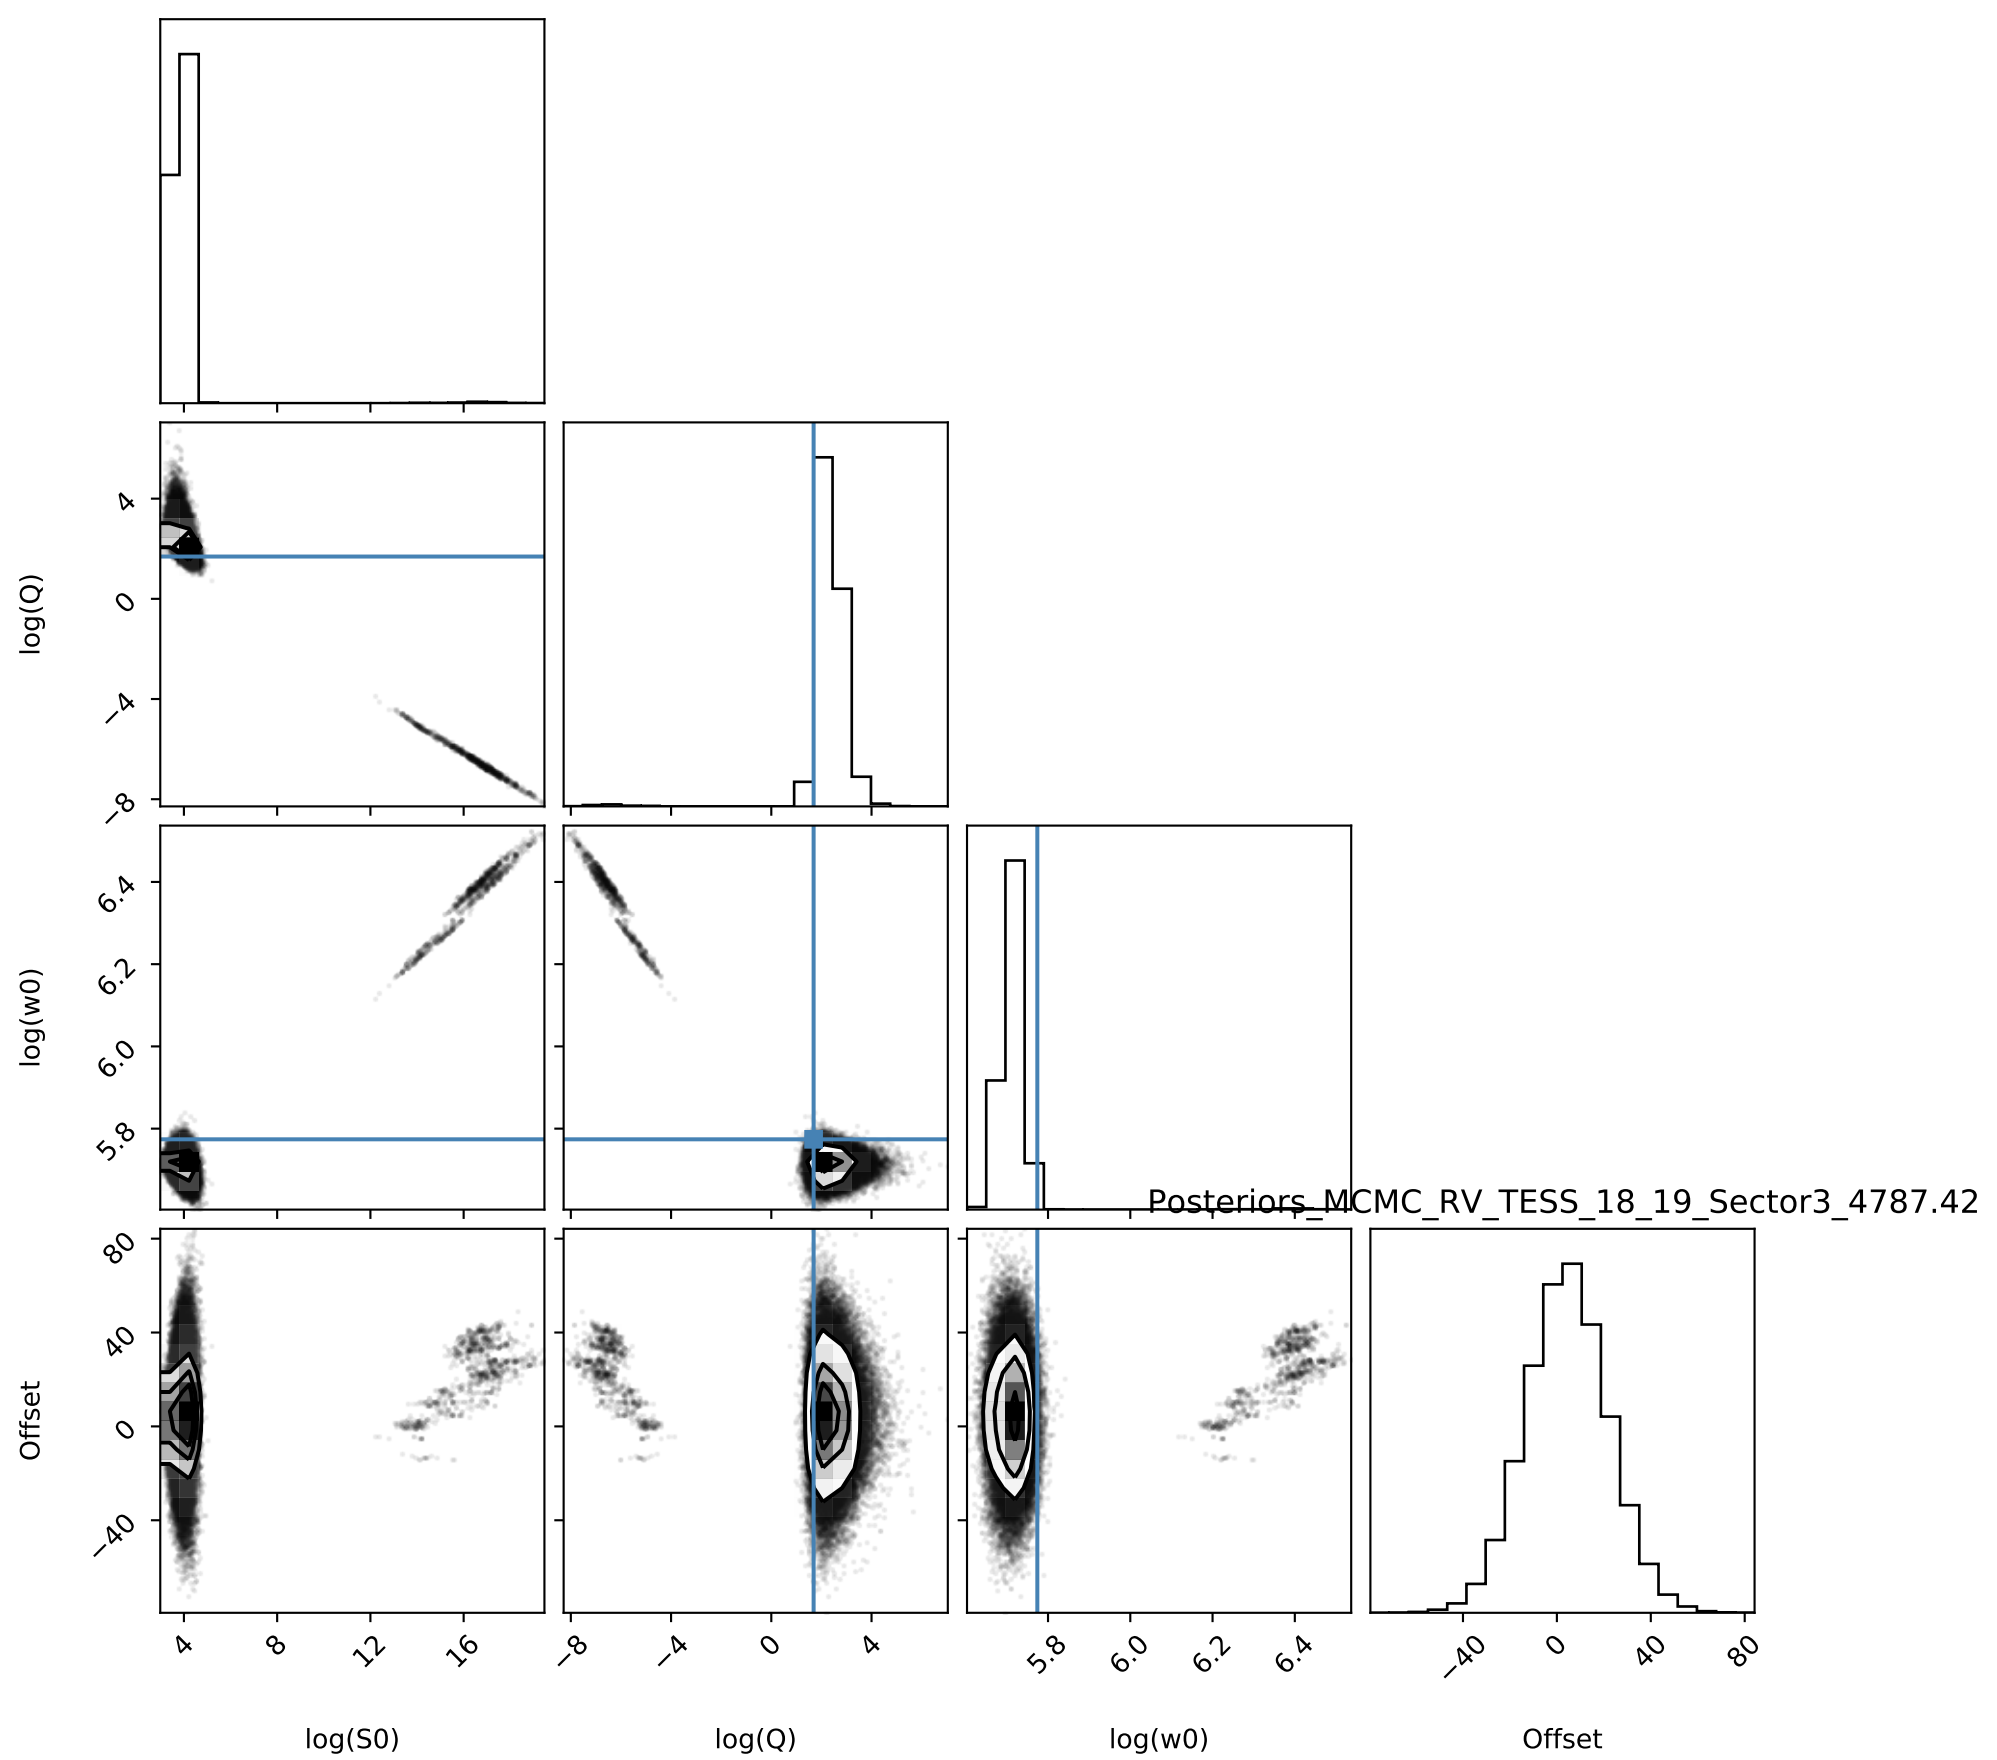 4
0
−4
−8
log(Q)
6.4
6.2
6.0
5.8
log(w0)
Posteriors_MCMC_RV_TESS_18_19_Sector3_4787.42
80
40
0
−40
Offset
4 8 12 16
−8 −4 0 4
5.8 6.0 6.2 6.4
−40 0 40 80
log(S0) log(Q) log(w0) Offset